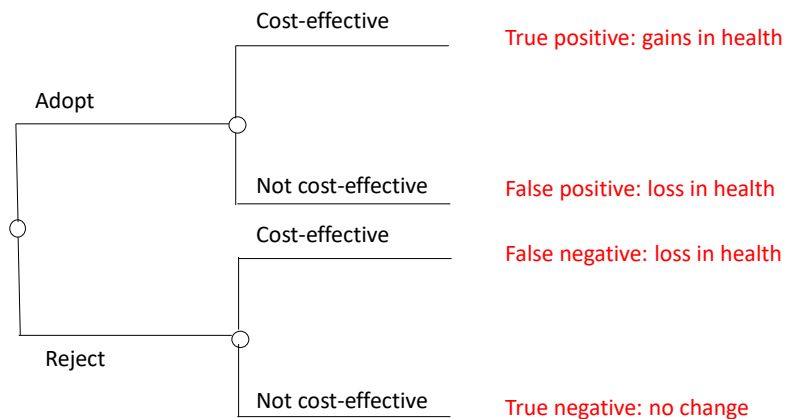 Cost-effective
True positive: gains in health
Adopt
Not cost-effective
False positive: loss in health
Cost-effective
False negative: loss in health
Reject
Not cost-effective
True negative: no change